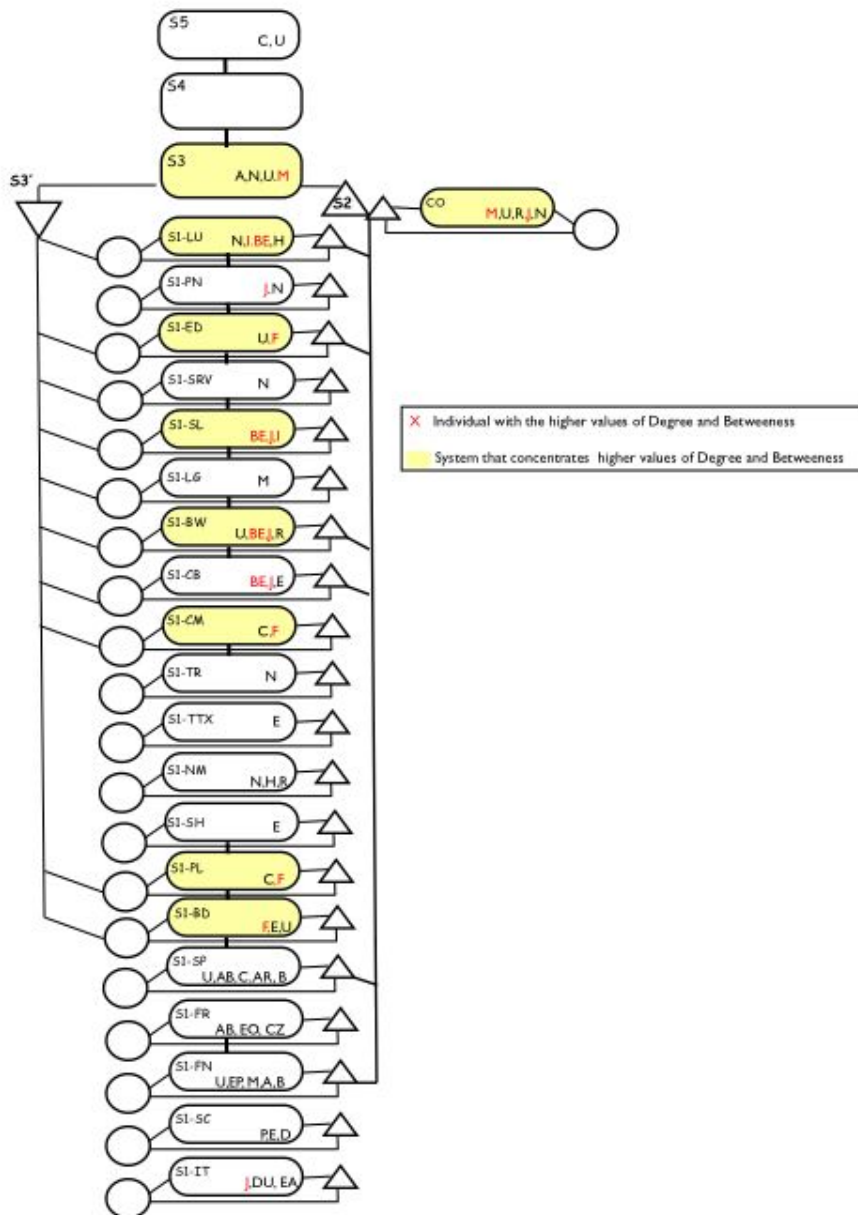 S5
C, U
S4
S3
A,N,U.M
S3'
S2
CO
M,U,R,J,N
S1-LU
N,I.BE,H
S1-PN
J,N
S1-ED
U,F
S1-SRV
N
S1-SL
BE,J,I
S1-LG
M
S1-BW
U,BE,J,R
S1-CB
BE,J,E
S1-CM
C,F
S1-TR
N
S1-TTX
E
S1-NM
N,H,R
S1-SH
E
S1-PL
C,F
S1-BD
F,E,U
S1-SP
U,AB,C,AR, B
S1-FR
AB, EO, CZ
S1-FN
U,EP, M,A,B
S1-SC
P,E,D
S1-IT
J,DU, EA
X Individual with the higher values of Degree and Betweeness
System that concentrates higher values of Degree and Betweeness